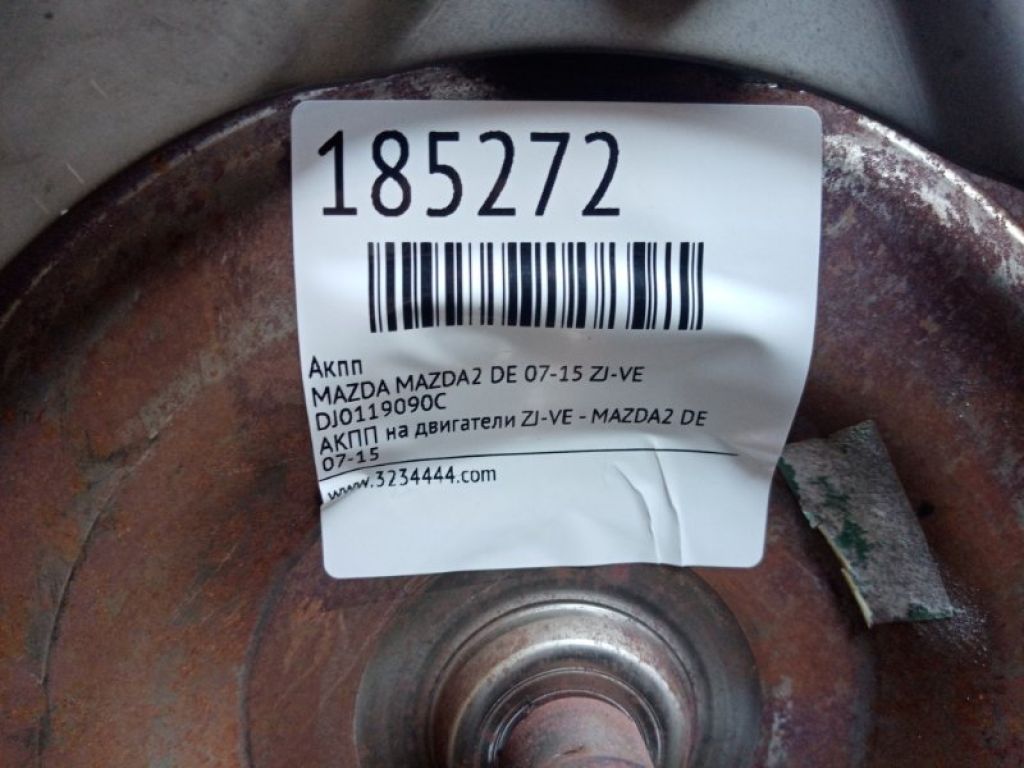 185272
Акпп
MAZDA MAZDA2 DE 07-15 ZJ-VE
DJ0119090C
АКПП на двигатели ZJ-VE - MAZDA2 DE
07-15
www.3234444.com